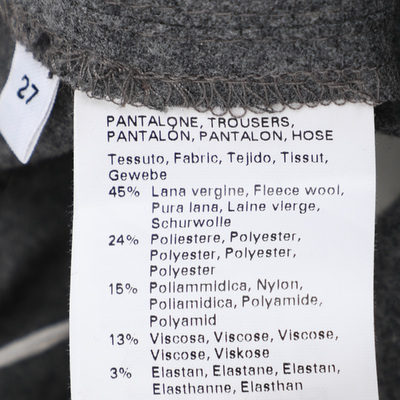 27
PANTALONE, TROUSERS,
PANTALÓN, PANTALON, HOSE
Tessuto, Fabric, Tejido, Tissut,
Gewebe
45% Lana vergine, Fleece wool,
Pura lana, Laine vierge,
Schurwolle
24% Poliestere, Polyester,
Polyester, Polyester,
Polyester
15% Poliammidica, Nylon,
Poliamidica, Polyamide,
Polyamid
13% Viscosa, Viscose, Viscose,
Viscose, Viskose
3% Elastan, Elastane, Elastan,
Elasthanne, Elasthan